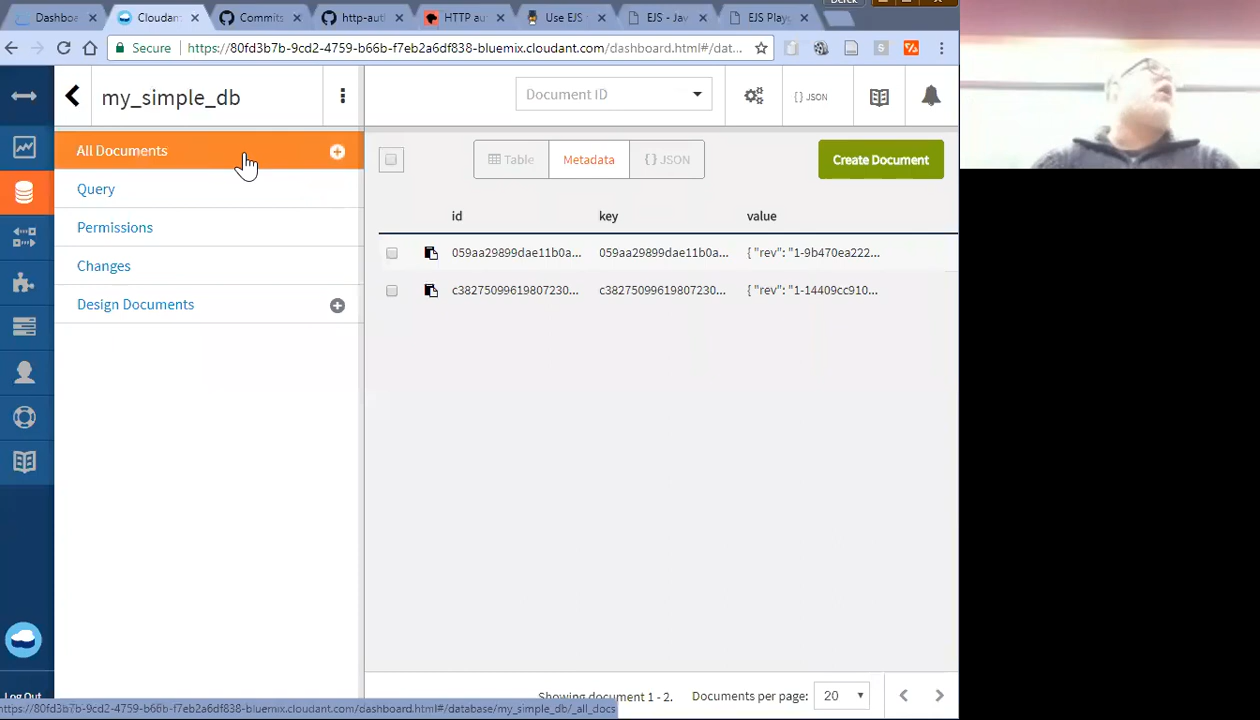 Dashboa
Cloudan
Commits
http-aut
HTTP au
Use EJS
EJS - Jav
EJS Play
Derek
Secure
https://80fd3b7b-9cd2-4759-b66b-f7eb2a6df838-bluemix.cloudant.com/dashboard.html#/dat...
my_simple_db
Document ID
{ } JSON
All Documents
Query
Permissions
Changes
Design Documents
Table
Metadata
{ } JSON
Create Document
id key value
059aa29899dae11b0a... 059aa29899dae11b0a... { "rev": "1-9b470ea222...
c38275099619807230... c38275099619807230... { "rev": "1-14409cc910...
Showing document 1 - 2.
Documents per page:
20
Log Out
https://80fd3b7b-9cd2-4759-b66b-f7eb2a6df838-bluemix.cloudant.com/dashboard.html#/database/my_simple_db/_all_docs